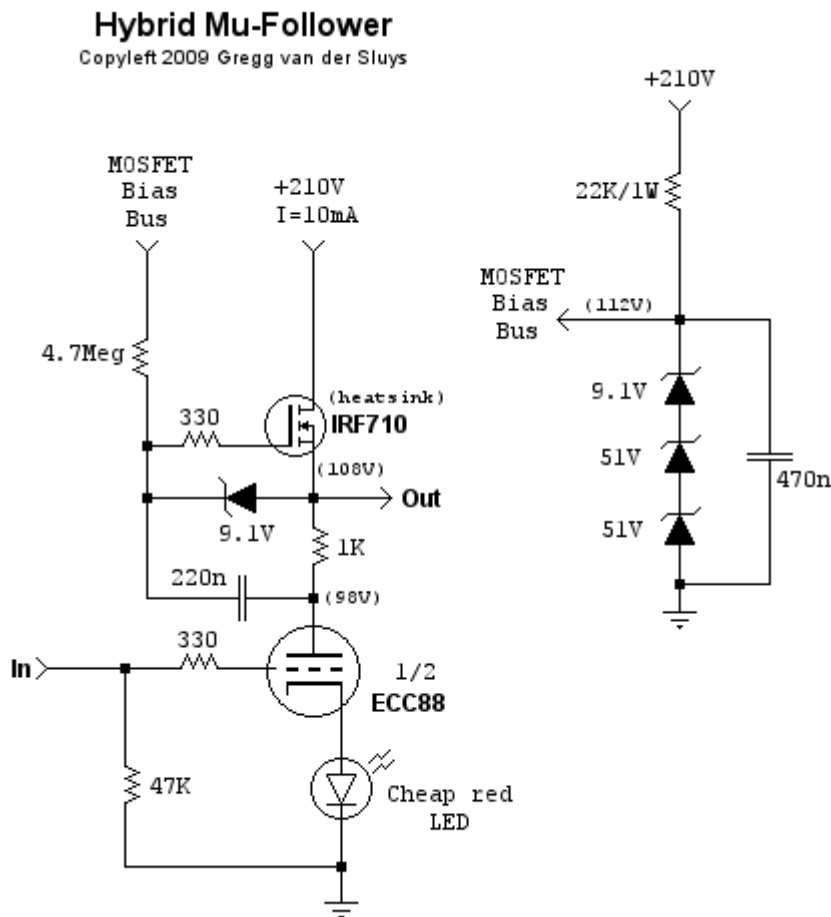 Hybrid Mu-Follower
Copyleft 2009 Gregg van der Sluys
MOSFET
Bias
Bus
+210V
I=10mA
4.7Meg
330
(heatsink)
IRF710
(108V)
Out
9.1V
1K
220n
(98V)
330
In
1/2
ECC88
47K
Cheap red
LED
+210V
22K/1W
MOSFET
Bias
Bus
(112V)
9.1V
51V
470n
51V